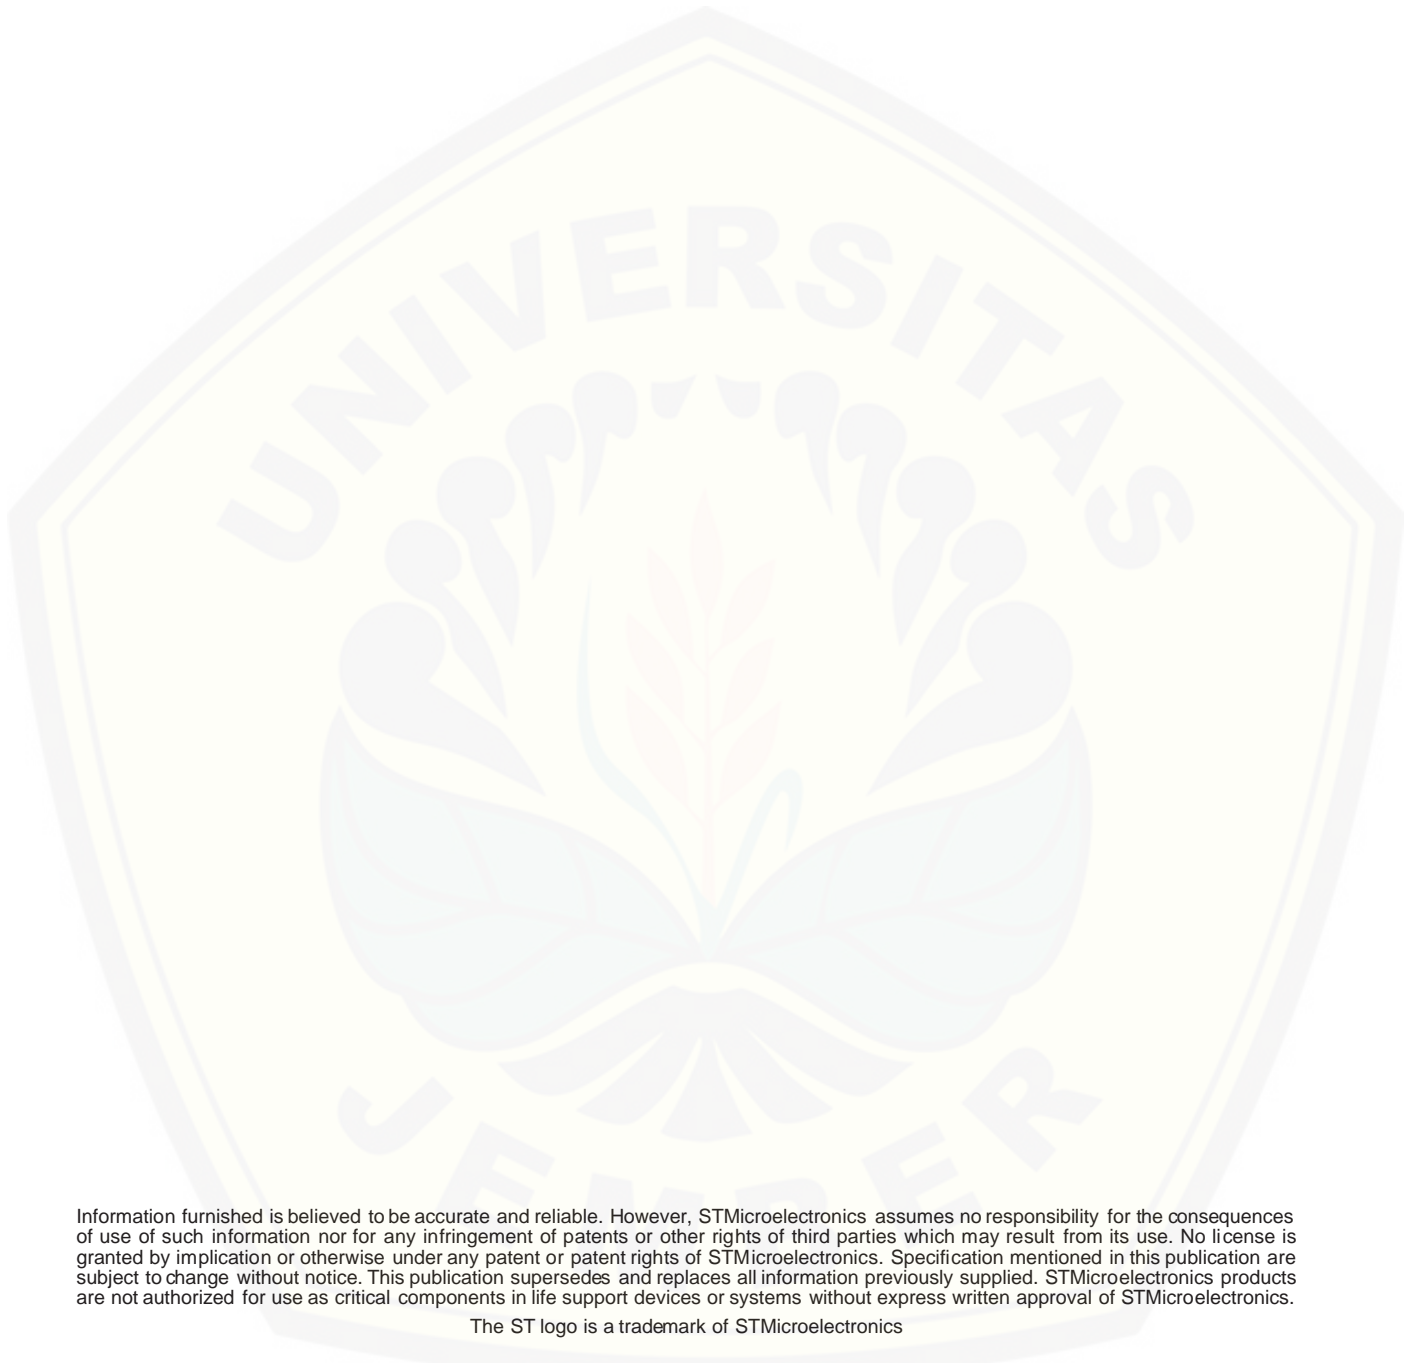 UNIVERSITAS
JEMBER
Information furnished is believed to be accurate and reliable. However, STMicroelectronics assumes no responsibility for the consequences
of use of such information nor for any infringement of patents or other rights of third parties which may result from its use. No license is
granted by implication or otherwise under any patent or patent rights of STMicroelectronics. Specification mentioned in this publication are
subject to change without notice. This publication supersedes and replaces all information previously supplied. STMicroelectronics products
are not authorized for use as critical components in life support devices or systems without express written approval of STMicroelectronics.
The ST logo is a trademark of STMicroelectronics